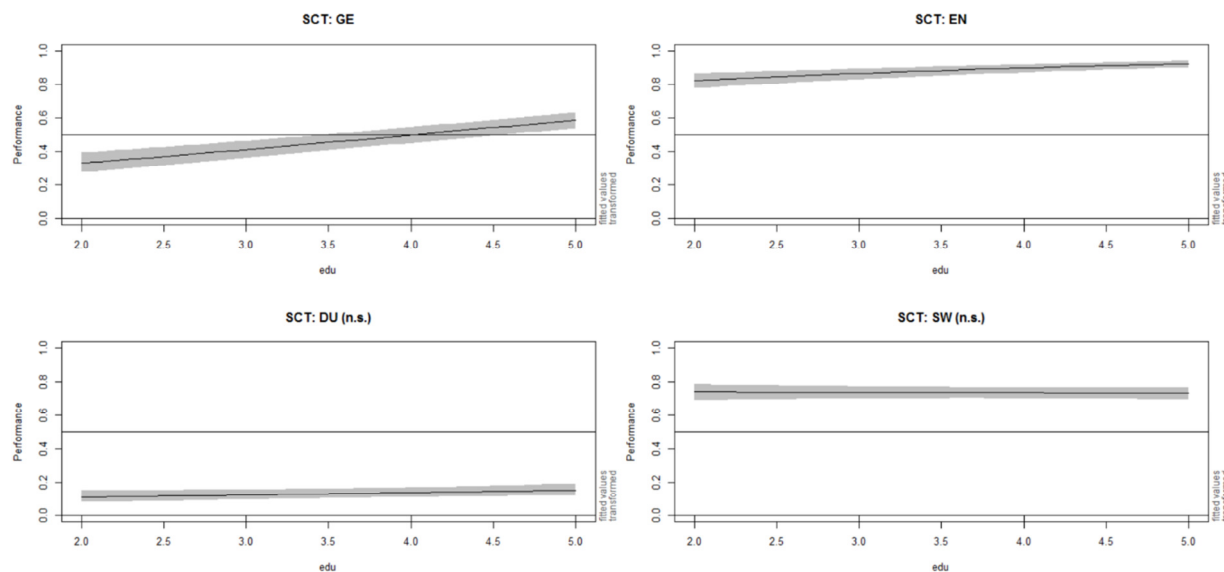 SCT: GE
Performance
0.0 0.2 0.4 0.6 0.8 1.0
2.0 2.5 3.0 3.5 4.0 4.5 5.0
edu
fitted values
transformed
SCT: EN
Performance
0.0 0.2 0.4 0.6 0.8 1.0
2.0 2.5 3.0 3.5 4.0 4.5 5.0
edu
fitted values
transformed
SCT: DU (n.s.)
Performance
0.0 0.2 0.4 0.6 0.8 1.0
2.0 2.5 3.0 3.5 4.0 4.5 5.0
edu
fitted values
transformed
SCT: SW (n.s.)
Performance
0.0 0.2 0.4 0.6 0.8 1.0
2.0 2.5 3.0 3.5 4.0 4.5 5.0
edu
fitted values
transformed